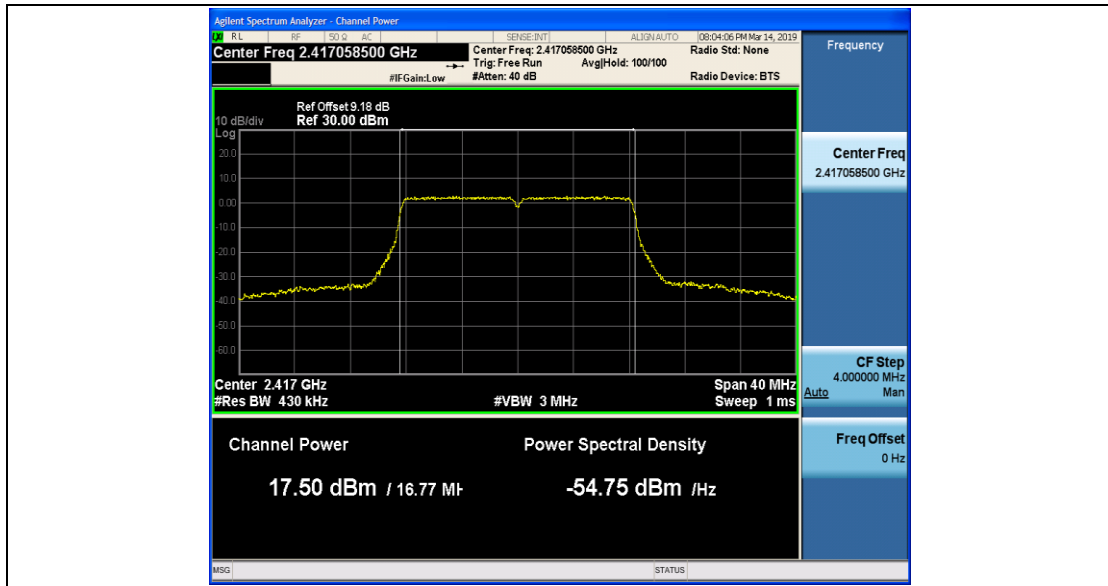 Agilent Spectrum Analyzer - Channel Power
LXI RL RF 50 Ω AC SENSE:INT ALIGNAUTO 08:04:06 PM Mar 14, 2019
Center Freq 2.417058500 GHz
Center Freq: 2.417058500 GHz
Radio Std: None
Trig: Free Run Avg|Hold: 100/100
#IFGain:Low
#Atten: 40 dB
Radio Device: BTS
Frequency
Ref Offset 9.18 dB
10 dB/div Ref 30.00 dBm
Log
20.0
10.0
0.00
-10.0
-20.0
-30.0
-40.0
-50.0
-60.0
Center 2.417 GHz Span 40 MHz
#Res BW 430 kHz #VBW 3 MHz Sweep 1 ms
Center Freq
2.417058500 GHz
CF Step
4.000000 MHz
Auto Man
Freq Offset
0 Hz
Channel Power Power Spectral Density
17.50 dBm / 16.77 MH -54.75 dBm /Hz
MSG STATUS